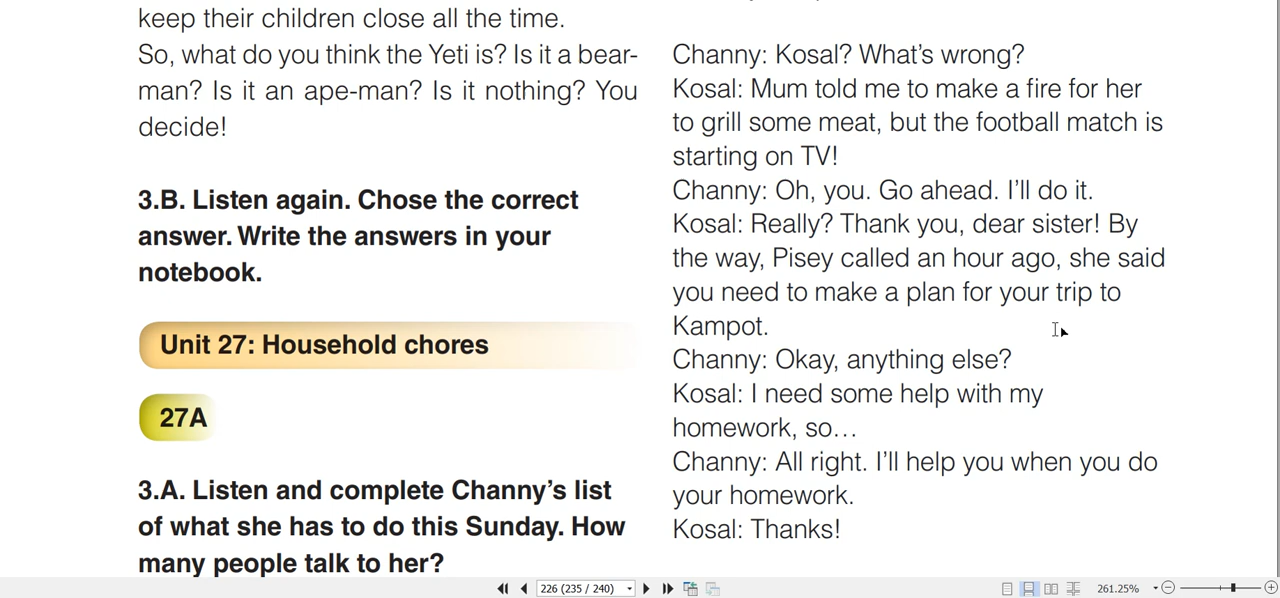 keep their children close all the time.
So, what do you think the Yeti is? Is it a bear-
man? Is it an ape-man? Is it nothing? You
decide!
3.B. Listen again. Chose the correct
answer. Write the answers in your
notebook.
Unit 27: Household chores
27A
3.A. Listen and complete Channy’s list
of what she has to do this Sunday. How
many people talk to her?
Channy: Kosal? What’s wrong?
Kosal: Mum told me to make a fire for her
to grill some meat, but the football match is
starting on TV!
Channy: Oh, you. Go ahead. I’ll do it.
Kosal: Really? Thank you, dear sister! By
the way, Pisey called an hour ago, she said
you need to make a plan for your trip to
Kampot.
Channy: Okay, anything else?
Kosal: I need some help with my
homework, so…
Channy: All right. I’ll help you when you do
your homework.
Kosal: Thanks!
226 (235 / 240)
261.25%